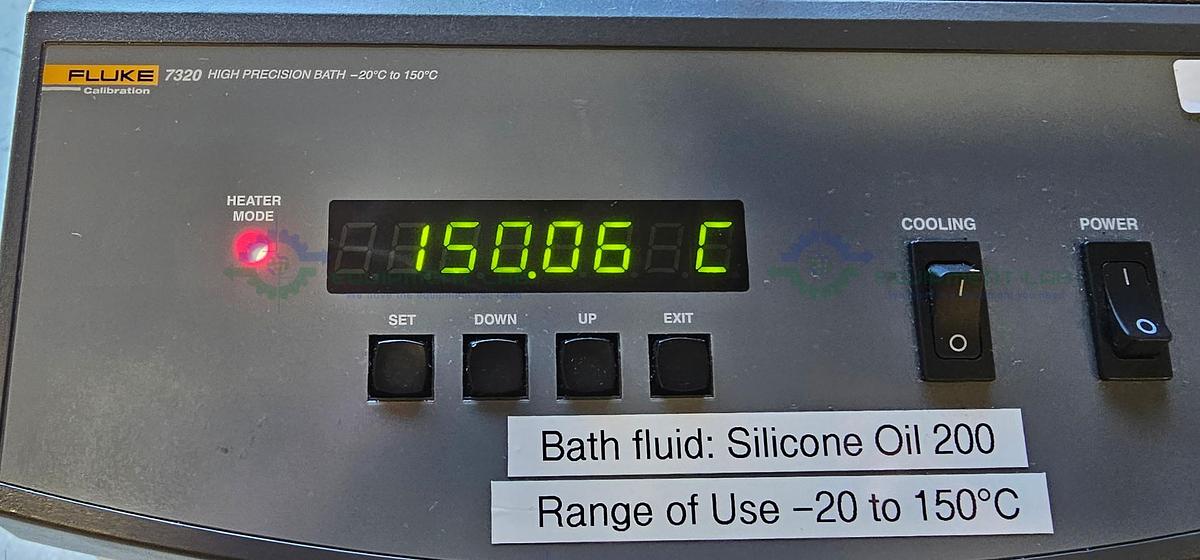 FLUKE 7320 HIGH PRECISION BATH –20°C to 150°C
Calibration
HEATER
MODE
150.06 C
COOLING
POWER
SET DOWN UP EXIT
I I
O O
Bath fluid: Silicone Oil 200
Range of Use –20 to 150°C